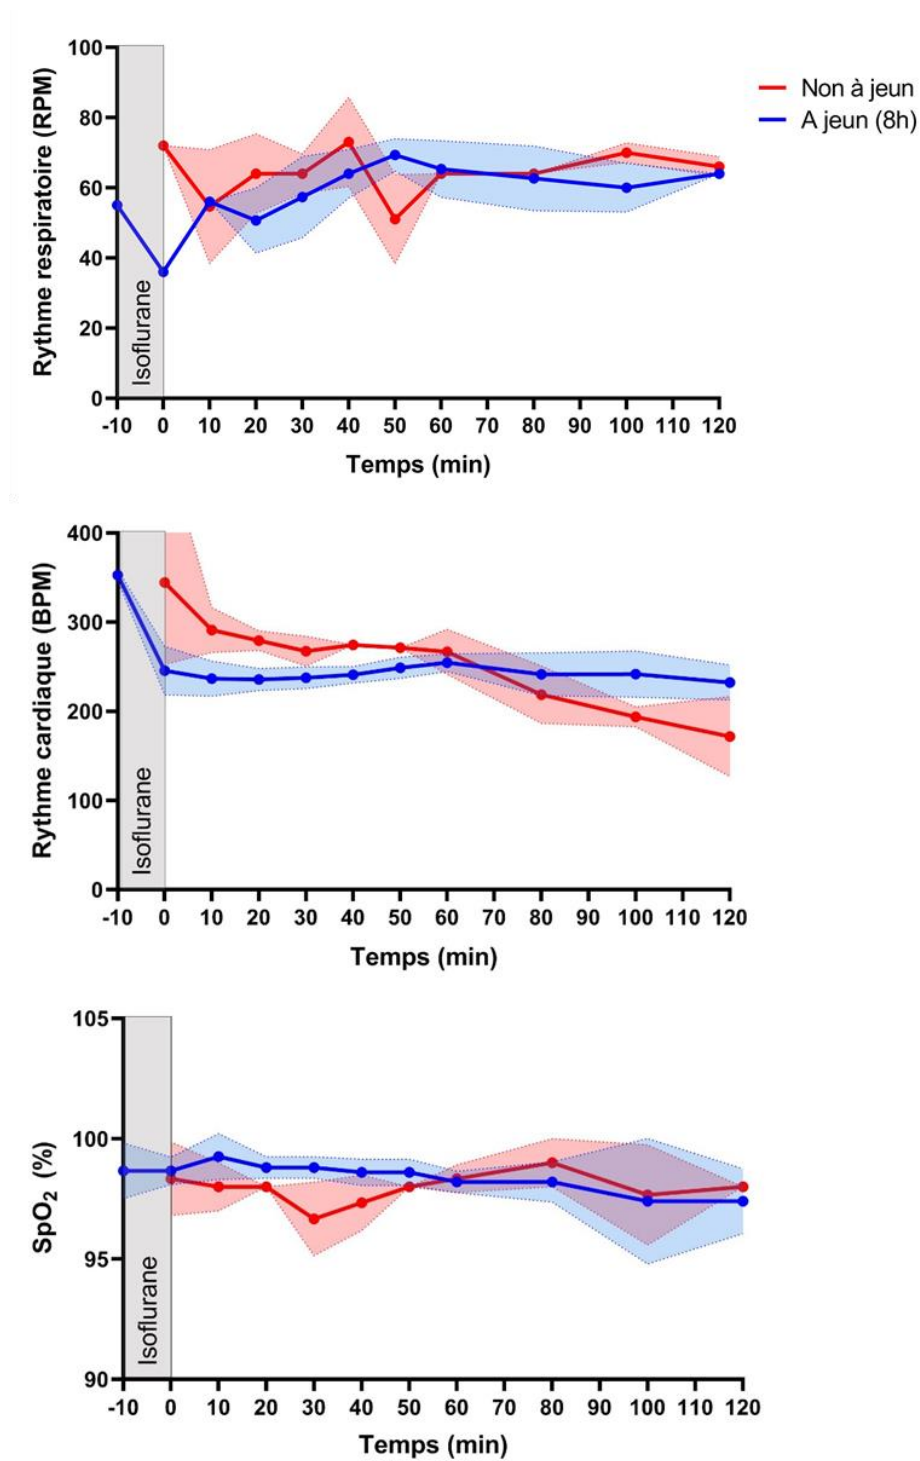 100
80
60
40
20
0
Rythme respiratoire (RPM)
Isoflurane
-10 0 10 20 30 40 50 60 70 80 90 100 110 120
Temps (min)
Non à jeun
A jeun (8h)
400
300
200
100
0
Rythme cardiaque (BPM)
Isoflurane
-10 0 10 20 30 40 50 60 70 80 90 100 110 120
Temps (min)
105
100
95
90
SpO₂ (%)
Isoflurane
-10 0 10 20 30 40 50 60 70 80 90 100 110 120
Temps (min)